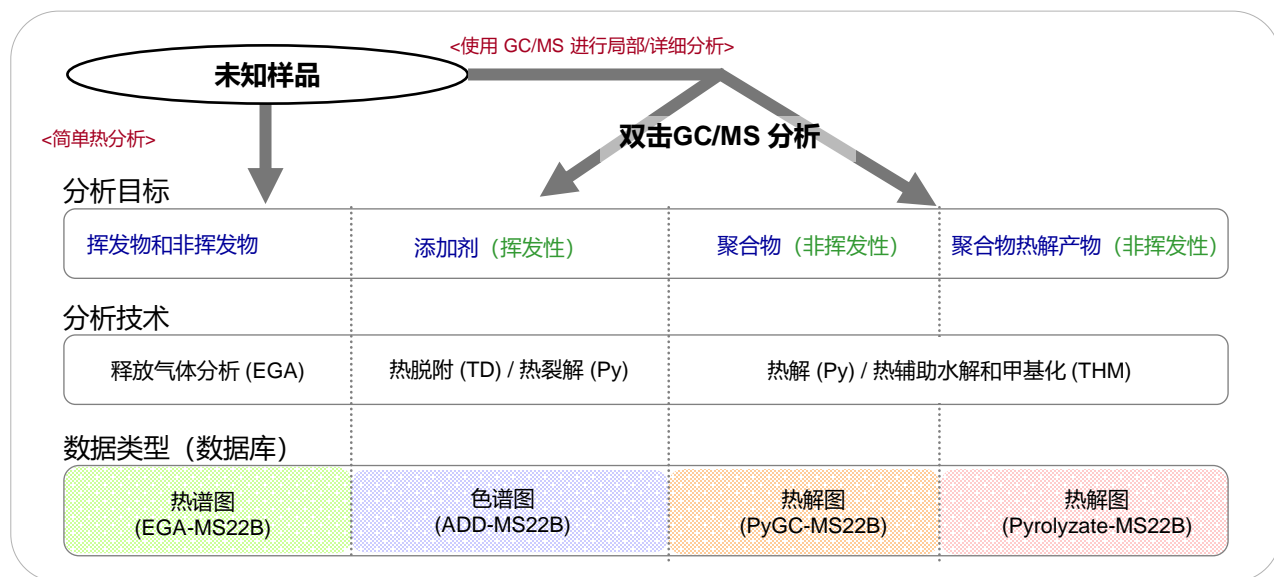 <使用 GC/MS 进行局部/详细分析>
未知样品
<简单热分析>
双击GC/MS 分析
分析目标
挥发物和非挥发物
添加剂（挥发性）
聚合物（非挥发性）
聚合物热解产物（非挥发性）
分析技术
释放气体分析 (EGA)
热脱附 (TD) / 热裂解 (Py)
热解 (Py) / 热辅助水解和甲基化 (THM)
数据类型（数据库）
热谱图
(EGA-MS22B)
色谱图
(ADD-MS22B)
热解图
(PyGC-MS22B)
热解图
(Pyrolyzate-MS22B)